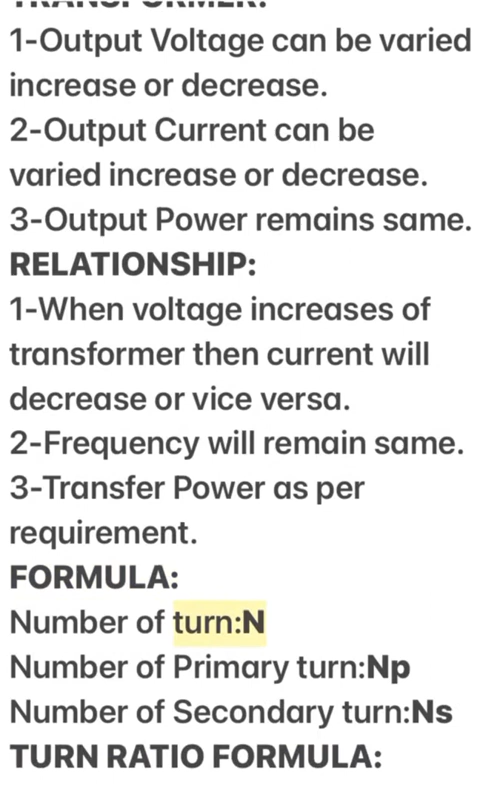 TRANSFORMER:
1-Output Voltage can be varied
increase or decrease.
2-Output Current can be
varied increase or decrease.
3-Output Power remains same.
RELATIONSHIP:
1-When voltage increases of
transformer then current will
decrease or vice versa.
2-Frequency will remain same.
3-Transfer Power as per
requirement.
FORMULA:
Number of turn:N
Number of Primary turn:Np
Number of Secondary turn:Ns
TURN RATIO FORMULA: